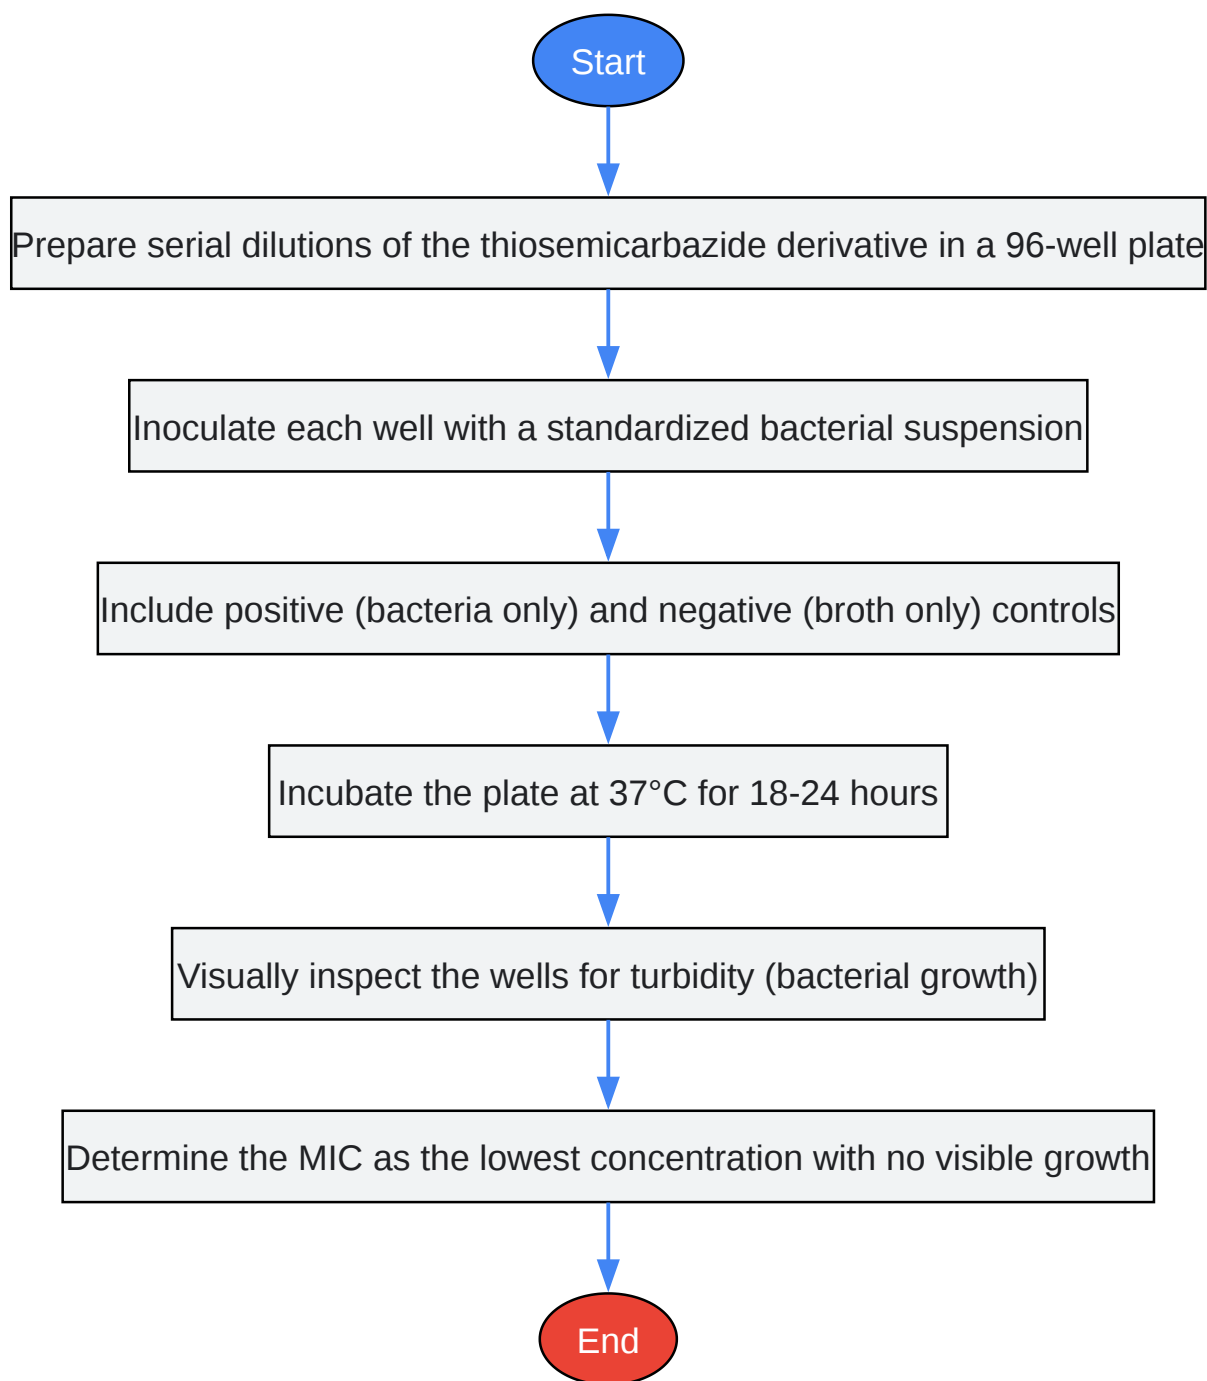 Start
Prepare serial dilutions of the thiosemicarbazide derivative in a 96-well plate
Inoculate each well with a standardized bacterial suspension
Include positive (bacteria only) and negative (broth only) controls
Incubate the plate at 37°C for 18-24 hours
Visually inspect the wells for turbidity (bacterial growth)
Determine the MIC as the lowest concentration with no visible growth
End